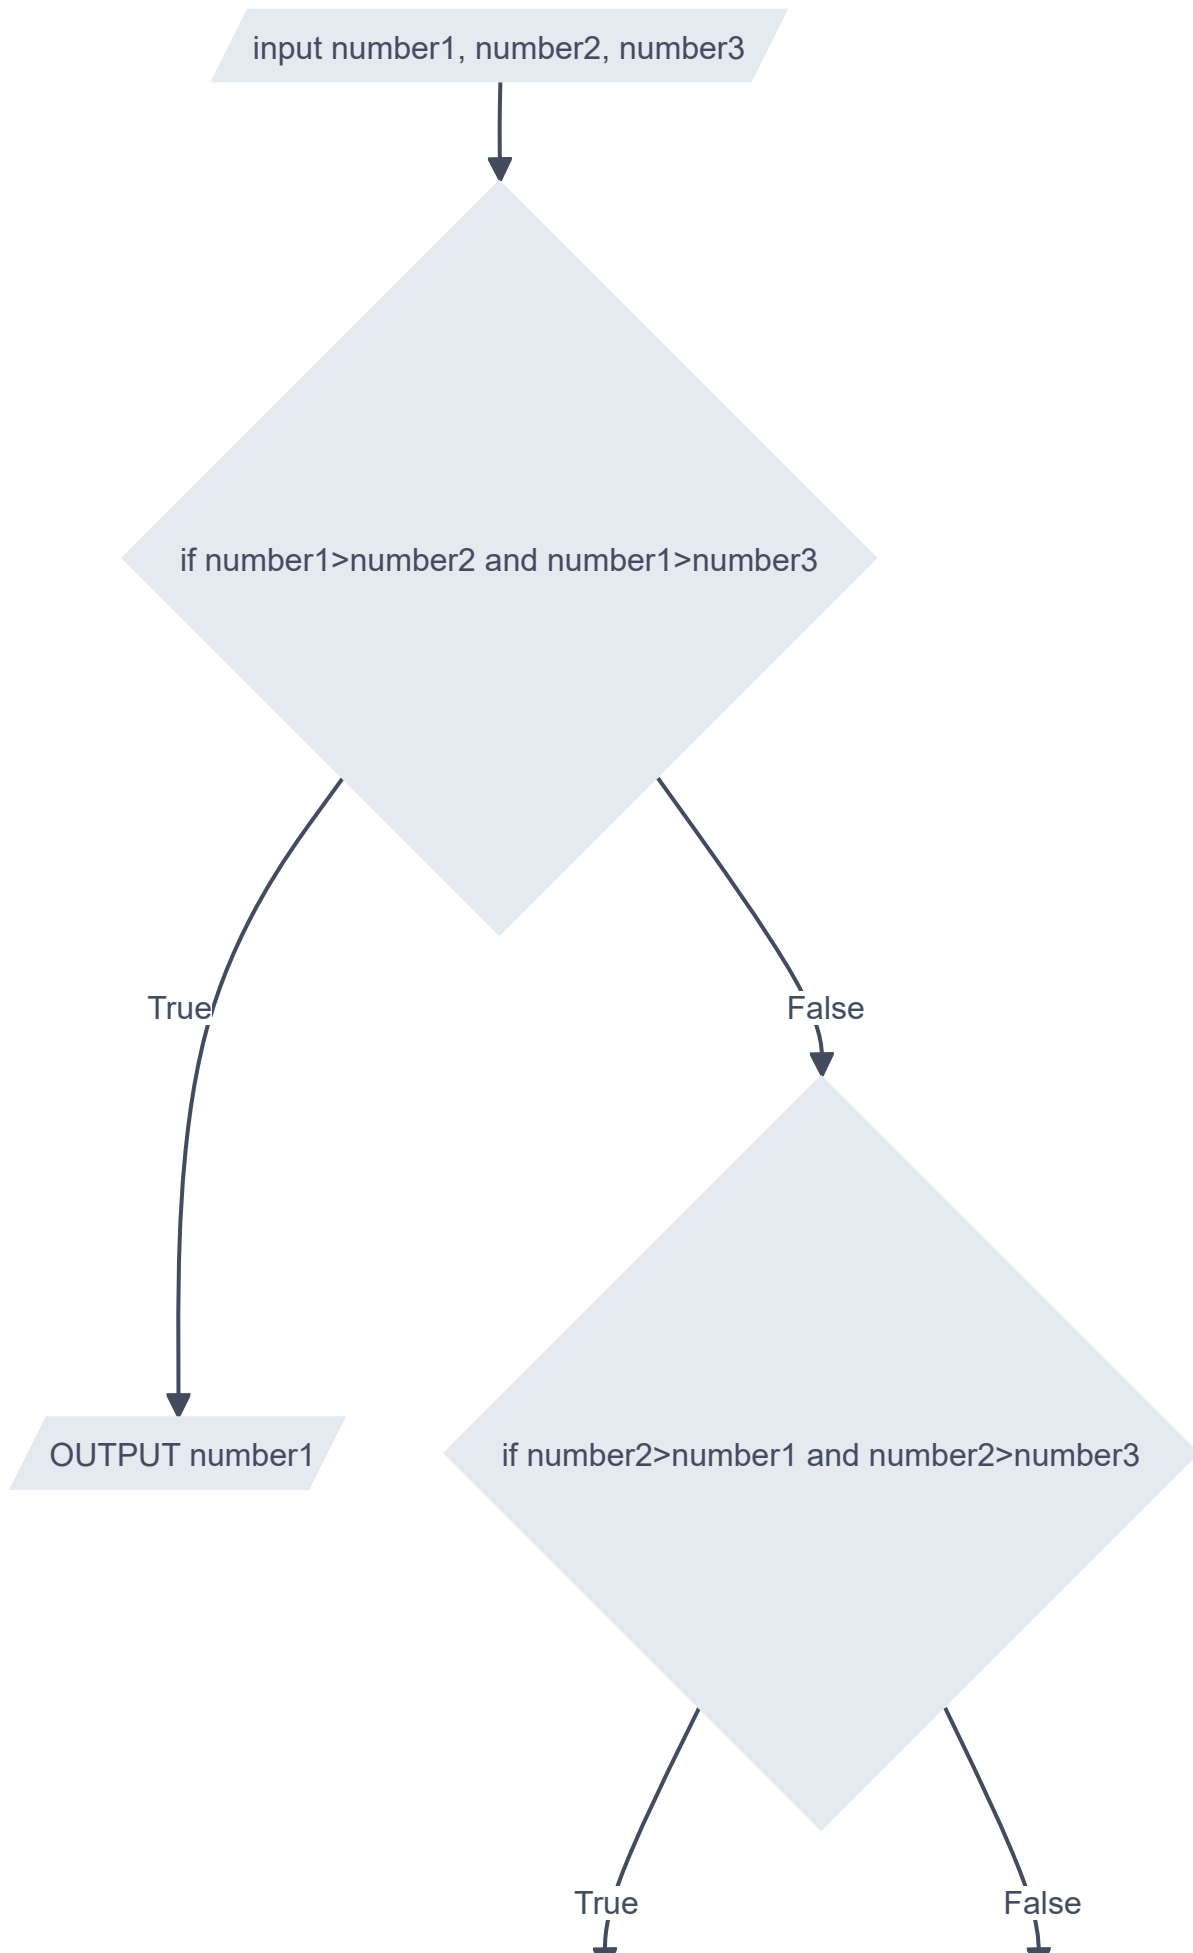 input number1, number2, number3
if number1>number2 and number1>number3
True
False
OUTPUT number1
if number2>number1 and number2>number3
True
False